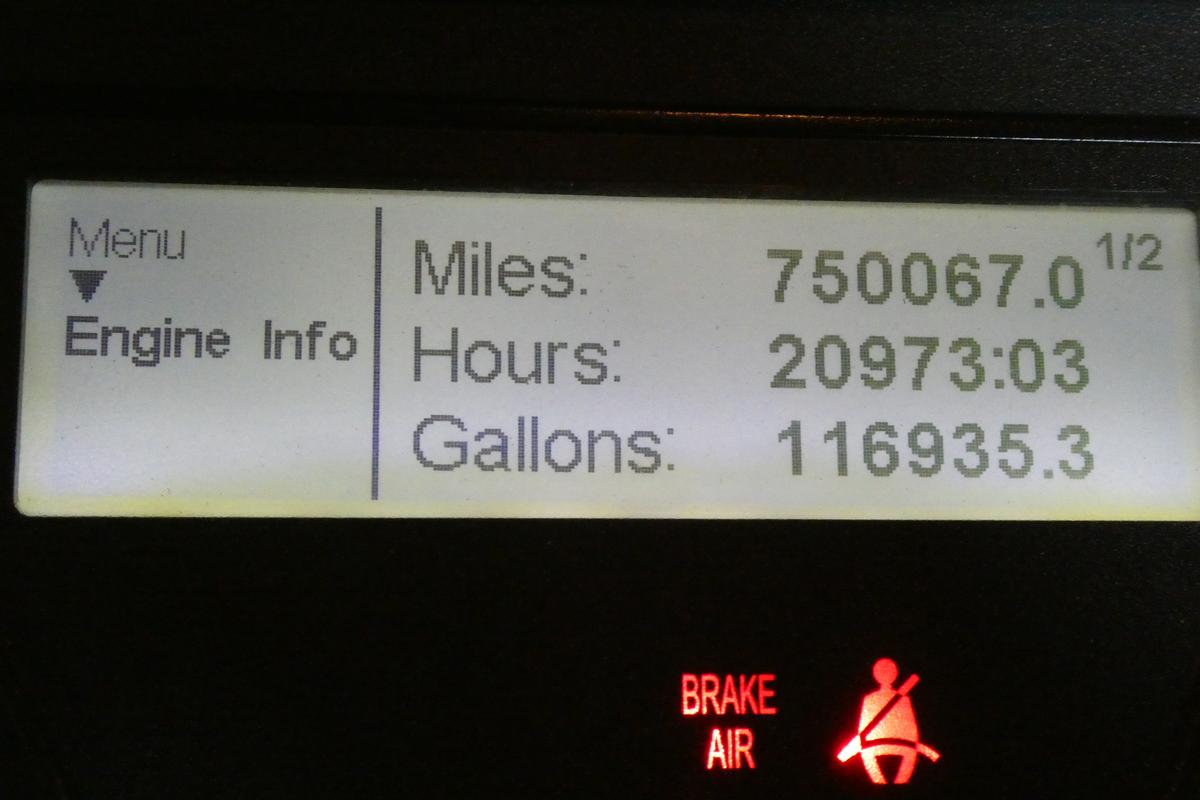 Menu
Engine Info
Miles: 750067.0 1/2
Hours: 20973:03
Gallons: 116935.3
BRAKE
AIR